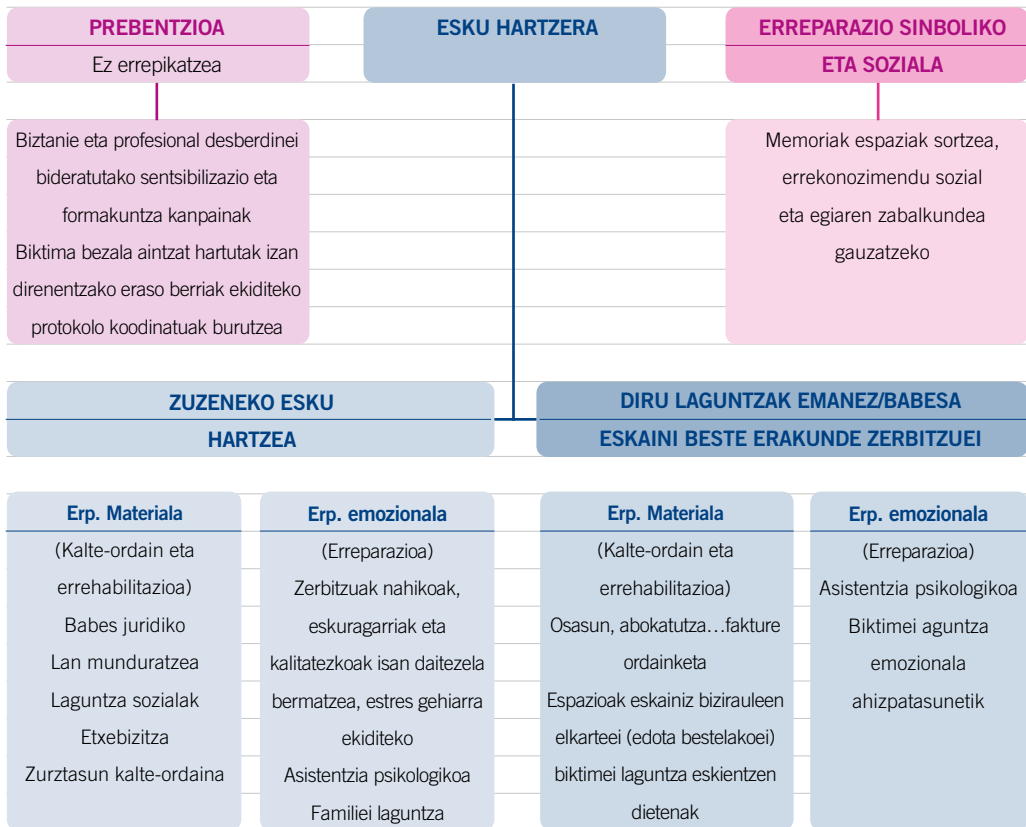 PREBENTZIOA
Ez errepikatzea
Biztanie eta profesional desberdinei
bideratutako sentsibilizazio eta
formakuntza kanpainak
Biktima bezala aintzat hartutak izan
direnentzako eraso berriak ekiditeko
protokolo koodinatuak burutzea
ESKU HARTZERA
ERREPARAZIO SINBOLIKO
ETA SOZIALA
Memoriak espaziak sortzea,
errekonozimendu sozial
eta egiaren zabalkundea
gauzatzeko
ZUZENEKO ESKU
HARTZEA
DIRU LAGUNTZAK EMANEZ/BABESA
ESKAINI BESTE ERAKUNDE ZERBITZUEI
Erp. Materiala
(Kalte-ordain eta
errehabilitazioa)
Babes juridiko
Lan munduratzea
Laguntza sozialak
Etxebizitza
Zurztasun kalte-ordaina
Erp. emozionala
(Erreparazioa)
Zerbitzuak nahikoak,
eskuragarriak eta
kalitatezkoak isan daitezela
bermatzea, estres gehiarra
ekiditeko
Asistentzia psikologikoa
Familiei laguntza
Erp. Materiala
(Kalte-ordain eta
errehabilitazioa)
Osasun, abokatutza…fakture
ordainketa
Espazioak eskainiz bizirauleen
elkarteei (edota bestelakoei)
biktimei laguntza eskientzen
dietenak
Erp. emozionala
(Erreparazioa)
Asistentzia psikologikoa
Biktimei aguntza
emozionala
ahizpatasunetik